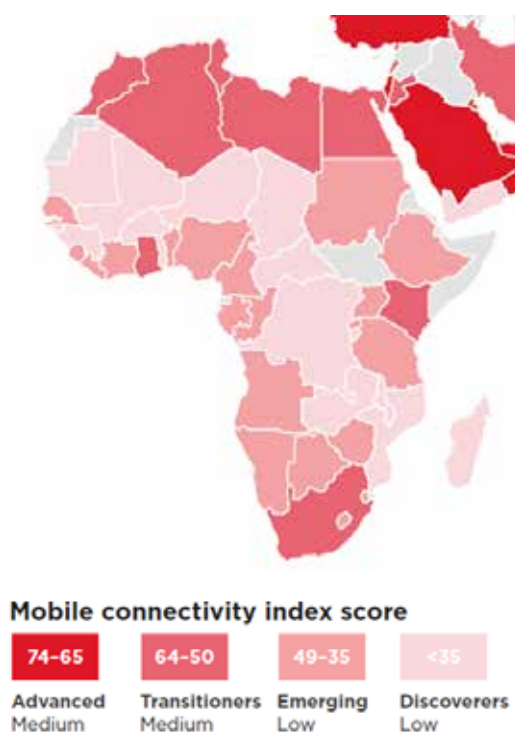 Mobile connectivity index score
74–65 64–50 49–35 <35
Advanced Transitioners Emerging Discoverers
Medium Medium Low Low